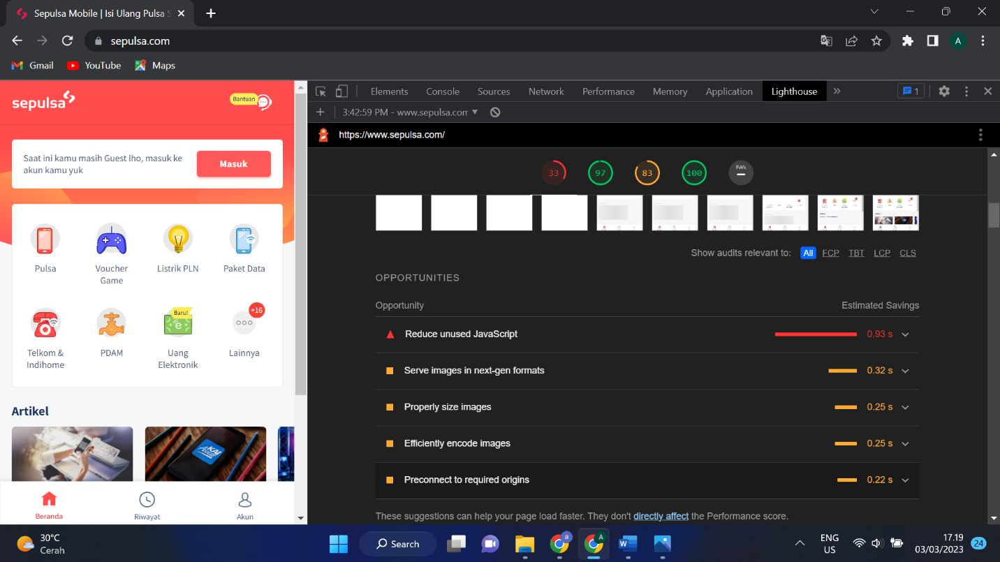 Sepulsa Mobile | Isi Ulang Pulsa S
sepulsa.com
A
Gmail YouTube Maps
sepulsa
Bantuan
Saat ini kamu masih Guest lho, masuk ke
akun kamu yuk
Masuk
Pulsa
Voucher
Game
Listrik PLN
Paket Data
Baru!
+16
Telkom &
Indihome
PDAM
Uang
Elektronik
Lainnya
Artikel
KAI
Access
Beranda
Riwayat
Akun
Elements Console Sources Network Performance Memory Application Lighthouse 1
3:42:59 PM - www.sepulsa.com
https://www.sepulsa.com/
33 97 83 100 PWA
Show audits relevant to: All FCP TBT LCP CLS
OPPORTUNITIES
Opportunity Estimated Savings
Reduce unused JavaScript 0.93 s
Serve images in next-gen formats 0.32 s
Properly size images 0.25 s
Efficiently encode images 0.25 s
Preconnect to required origins 0.22 s
These suggestions can help your page load faster. They don't directly affect the Performance score.
30°C
Cerah
Search
a
A
W
ENG
US
17.19
03/03/2023
24